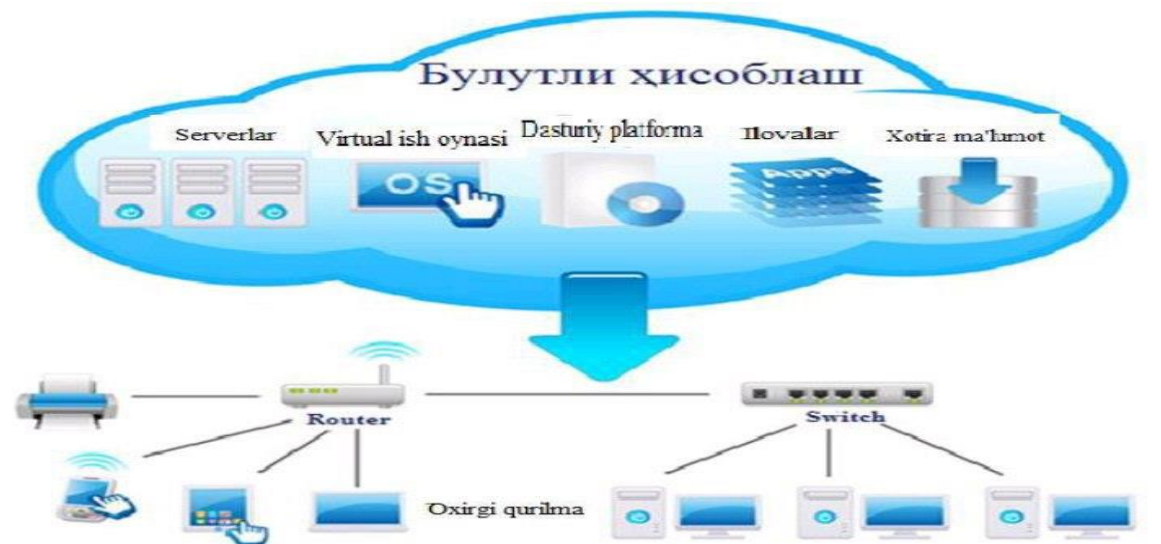 Булутли ҳисоблаш
Serverlar
Virtual ish oynasi
Dasturiy platforma
Ilovalar
Xotira ma'lumot
OS
Apps
Router
Switch
Oxirgi qurilma